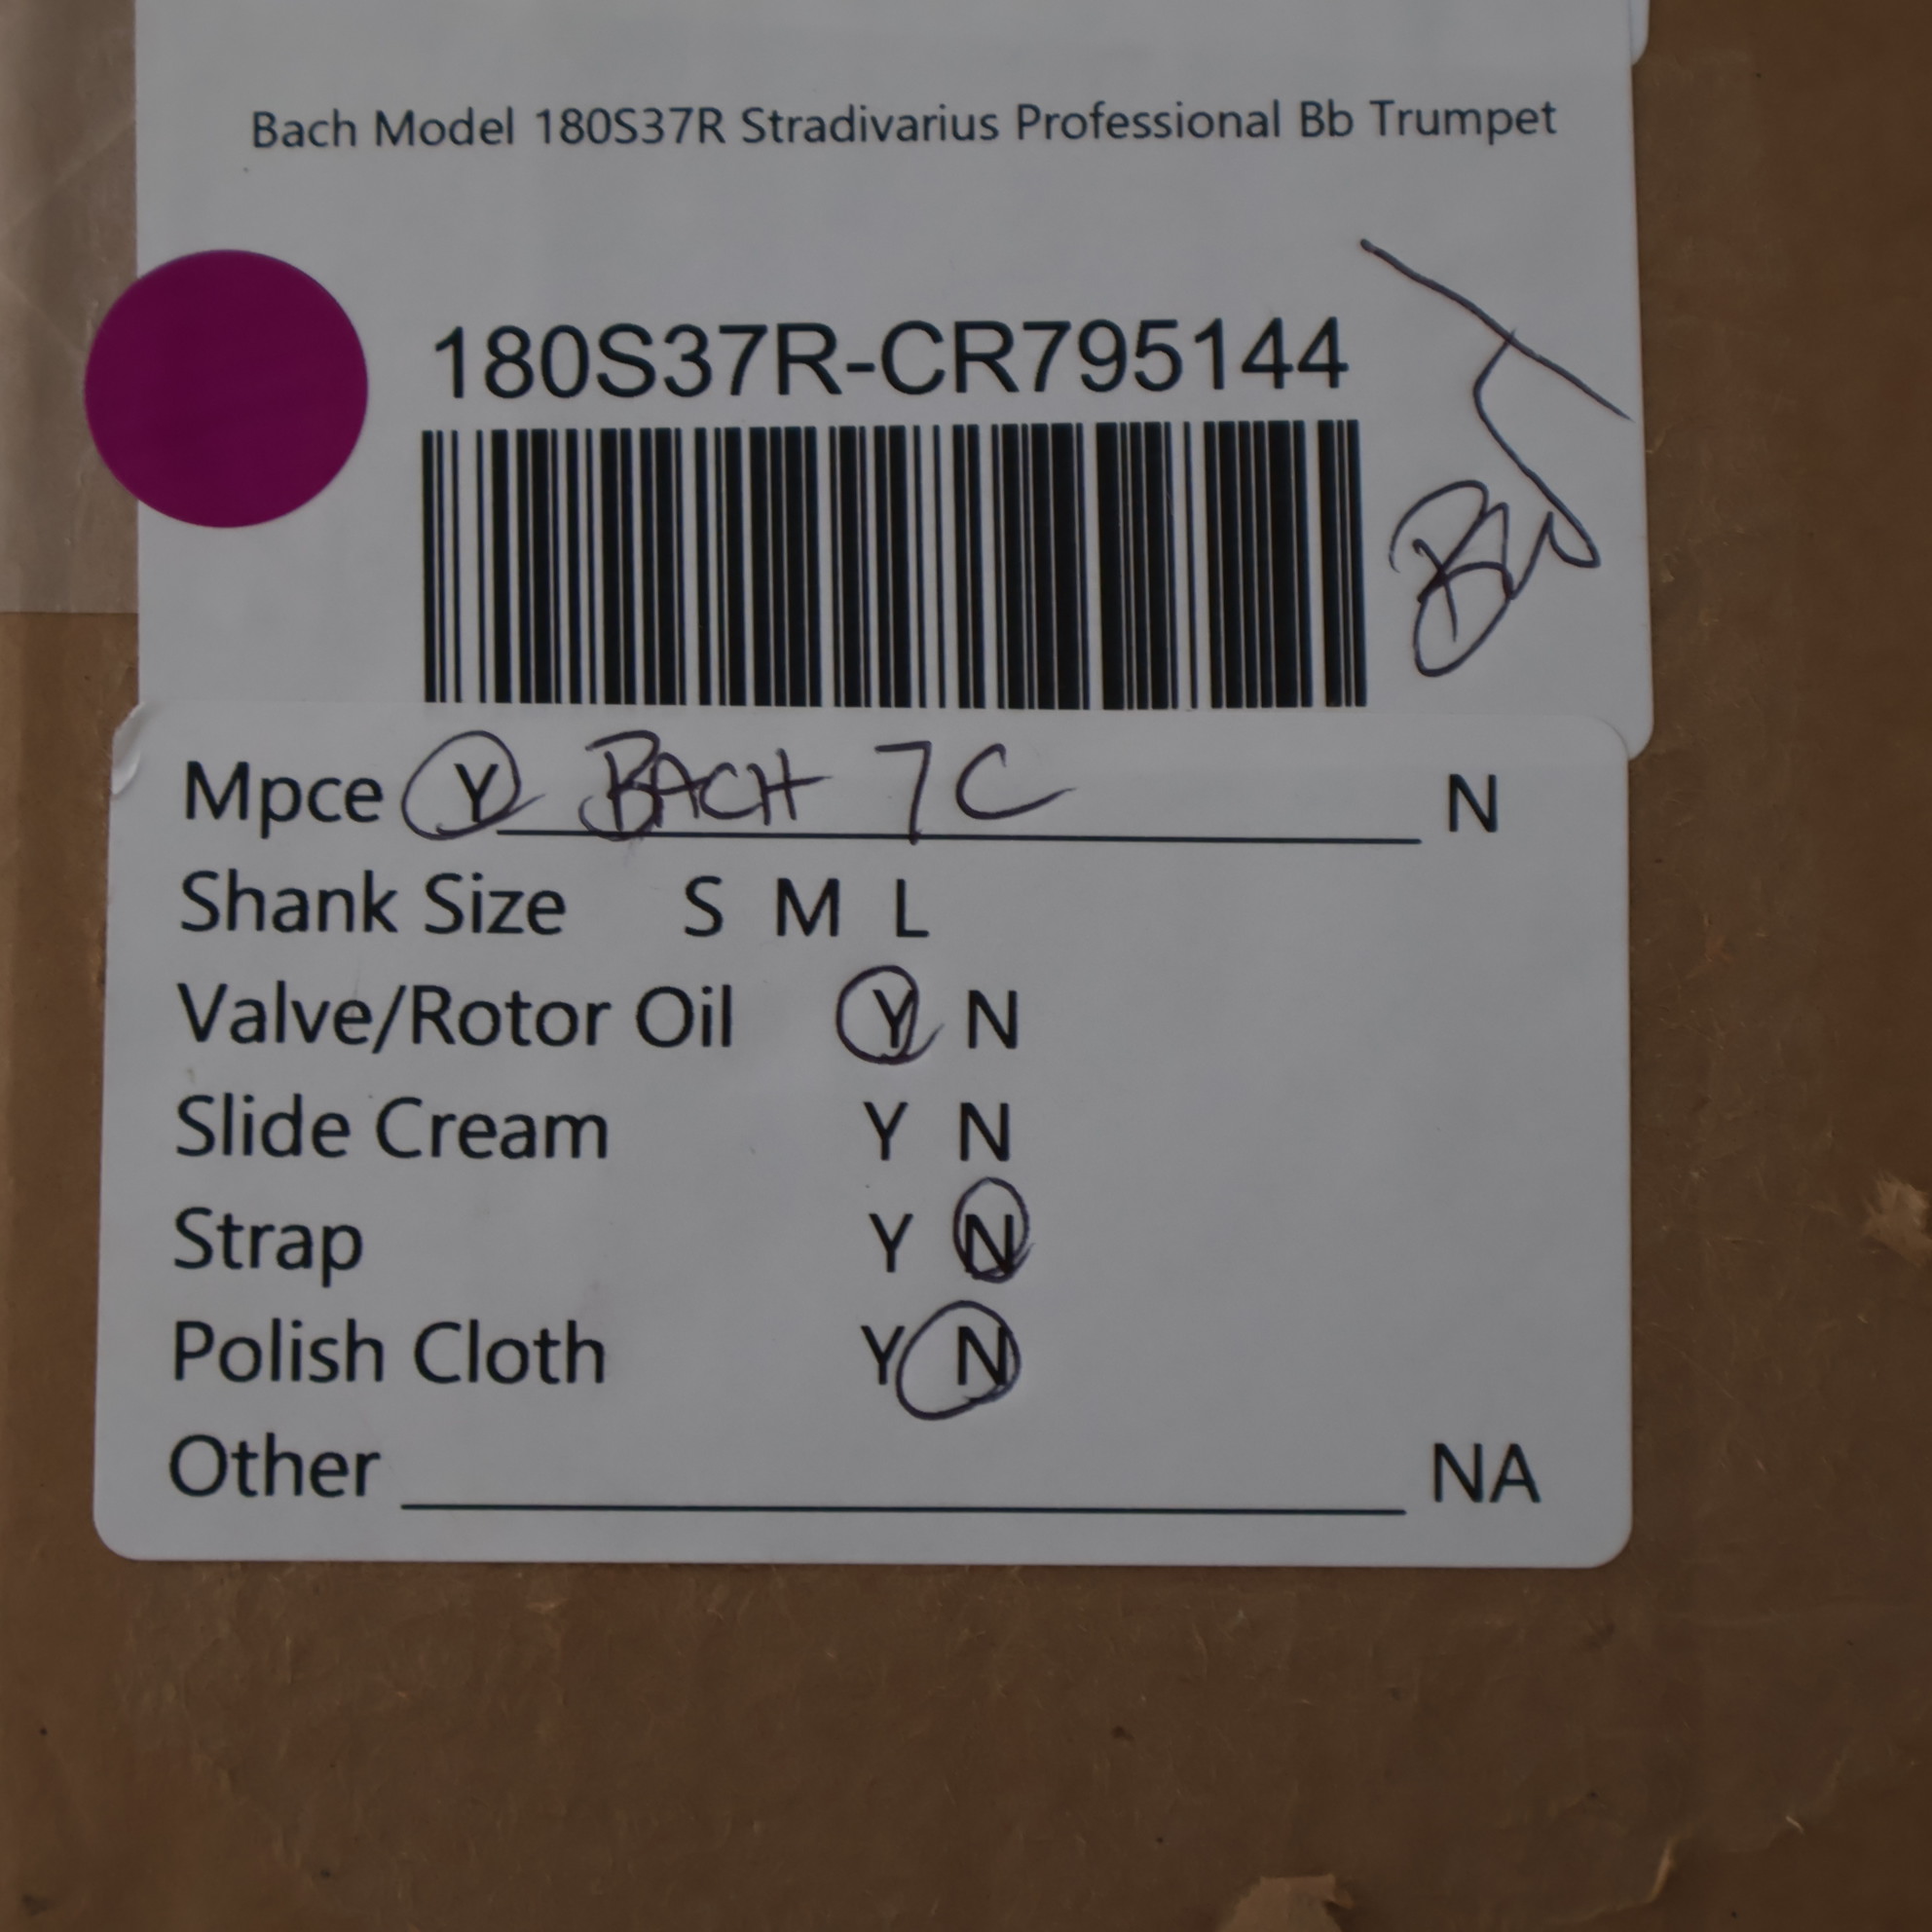 Bach Model 180S37R Stradivarius Professional Bb Trumpet
180S37R-CR795144
Mpce Y BACH 7C N
Shank Size S M L
Valve/Rotor Oil Y N
Slide Cream Y N
Strap Y N
Polish Cloth Y N
Other NA